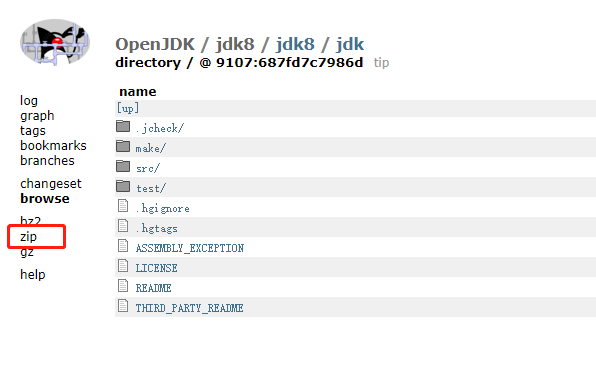 OpenJDK / jdk8 / jdk8 / jdk
directory / @ 9107:687fd7c7986d tip
log
graph
tags
bookmarks
branches
changeset
browse
bz2
zip
gz
help
name
[up]
.jcheck/
make/
src/
test/
.hgignore
.hgtags
ASSEMBLY_EXCEPTION
LICENSE
README
THIRD_PARTY_README